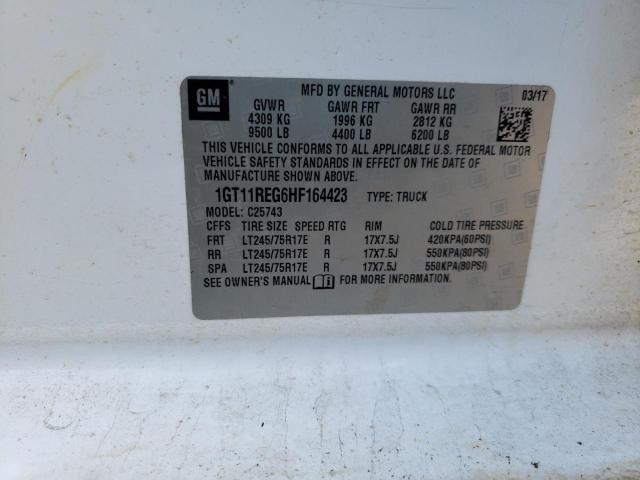 GM
MFD BY GENERAL MOTORS LLC 03/17
GVWR GAWR FRT GAWR RR
4309 KG 1996 KG 2812 KG
9500 LB 4400 LB 6200 LB
THIS VEHICLE CONFORMS TO ALL APPLICABLE U.S. FEDERAL MOTOR
VEHICLE SAFETY STANDARDS IN EFFECT ON THE DATE OF
MANUFACTURE SHOWN ABOVE.
1GT11REG6HF164423 TYPE: TRUCK
MODEL: C25743
CFFS TIRE SIZE SPEED RTG RIM COLD TIRE PRESSURE
FRT LT245/75R17E R 17X7.5J 420KPA(60PSI)
RR LT245/75R17E R 17X7.5J 550KPA(80PSI)
SPA LT245/75R17E R 17X7.5J 550KPA(80PSI)
SEE OWNER'S MANUAL FOR MORE INFORMATION.